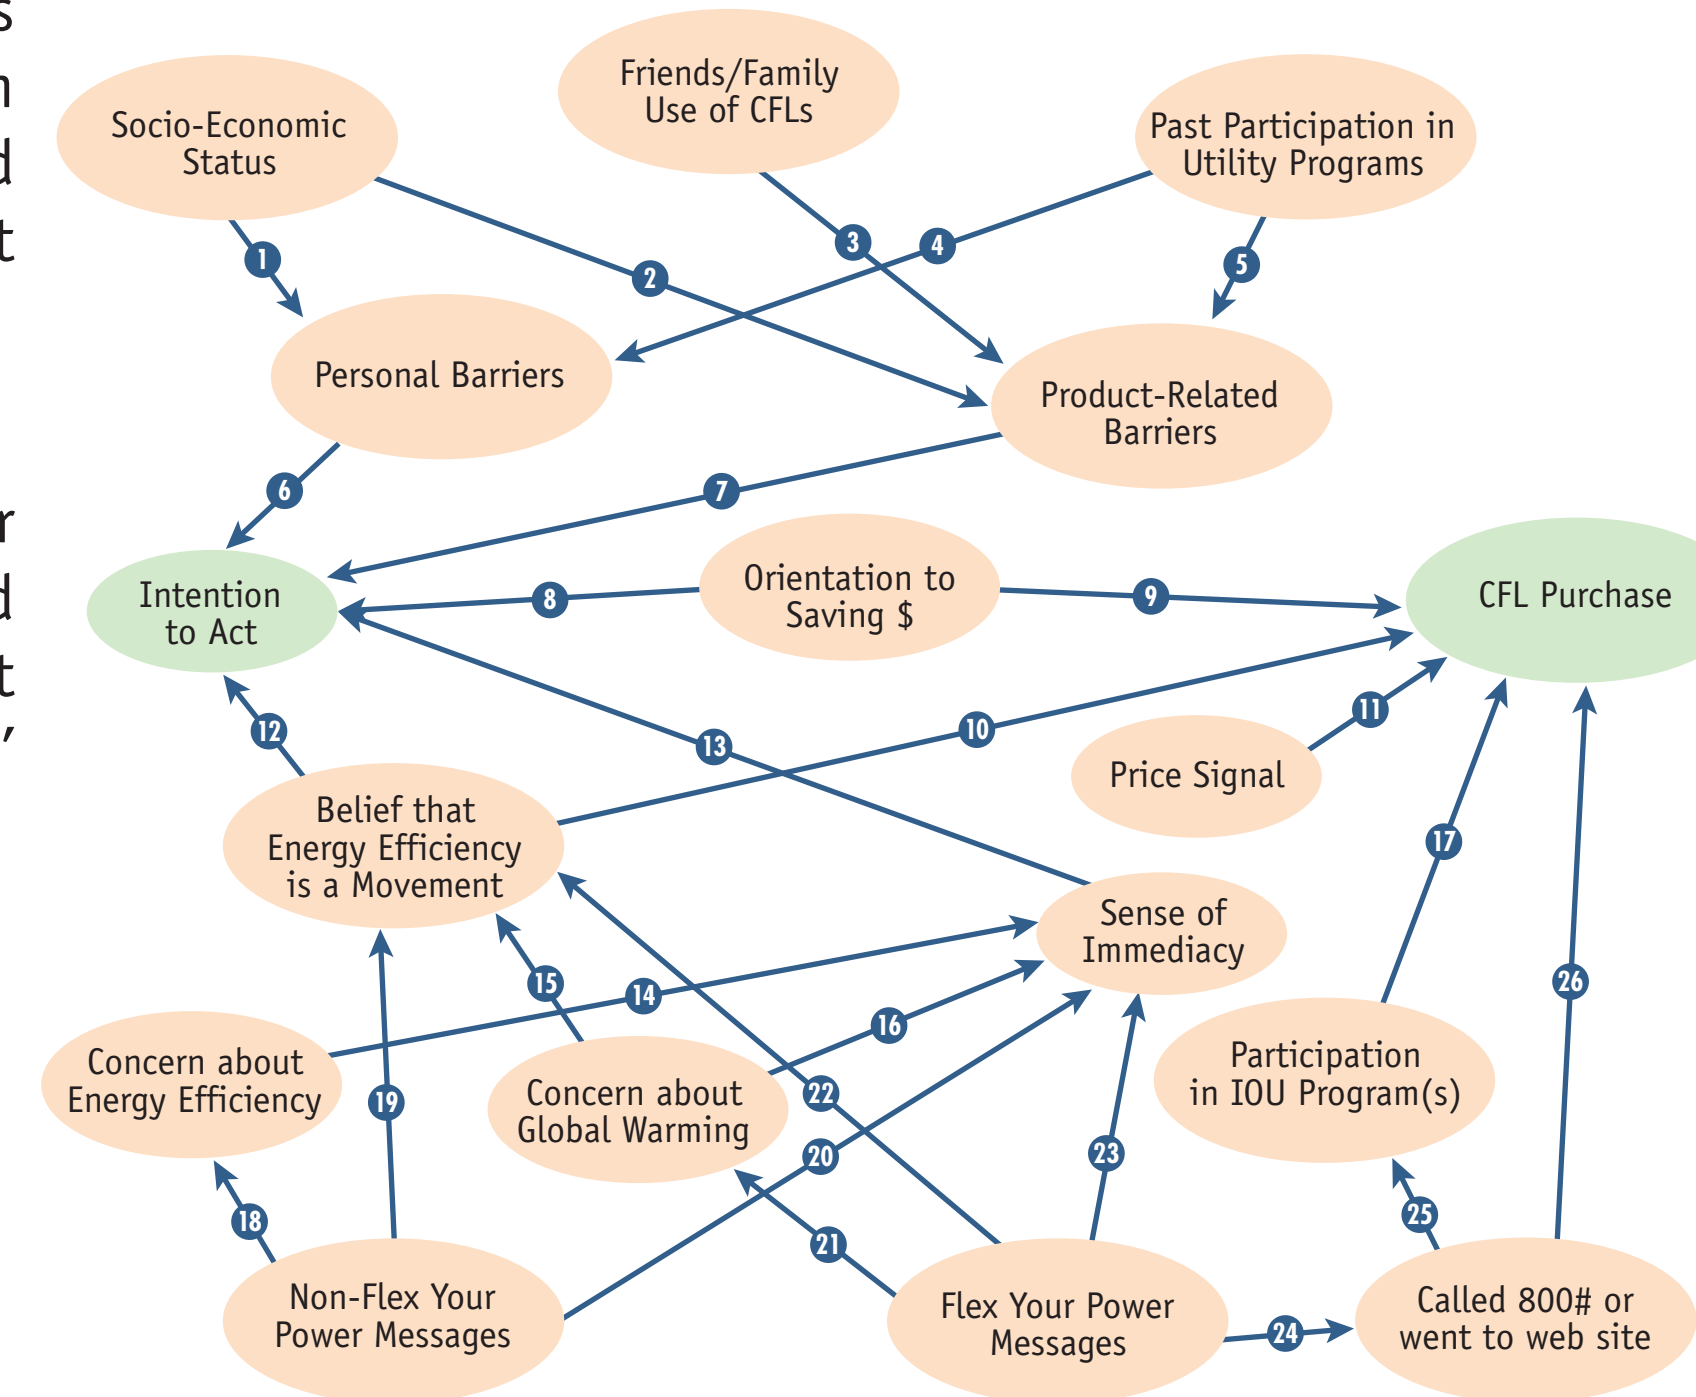 s
n
d
t
r
d
t
’
Friends/Family
Use of CFLs
Socio-Economic
Status
Past Participation in
Utility Programs
1
2
3
4
5
Personal Barriers
Product-Related
Barriers
6
7
Intention
to Act
8
Orientation to
Saving $
9
CFL Purchase
10
11
12
13
Price Signal
Belief that
Energy Efficiency
is a Movement
17
Sense of
Immediacy
14
15
16
26
Concern about
Energy Efficiency
19
Concern about
Global Warming
22
20
23
Participation
in IOU Program(s)
18
21
25
Non-Flex Your
Power Messages
Flex Your Power
Messages
24
Called 800# or
went to web site